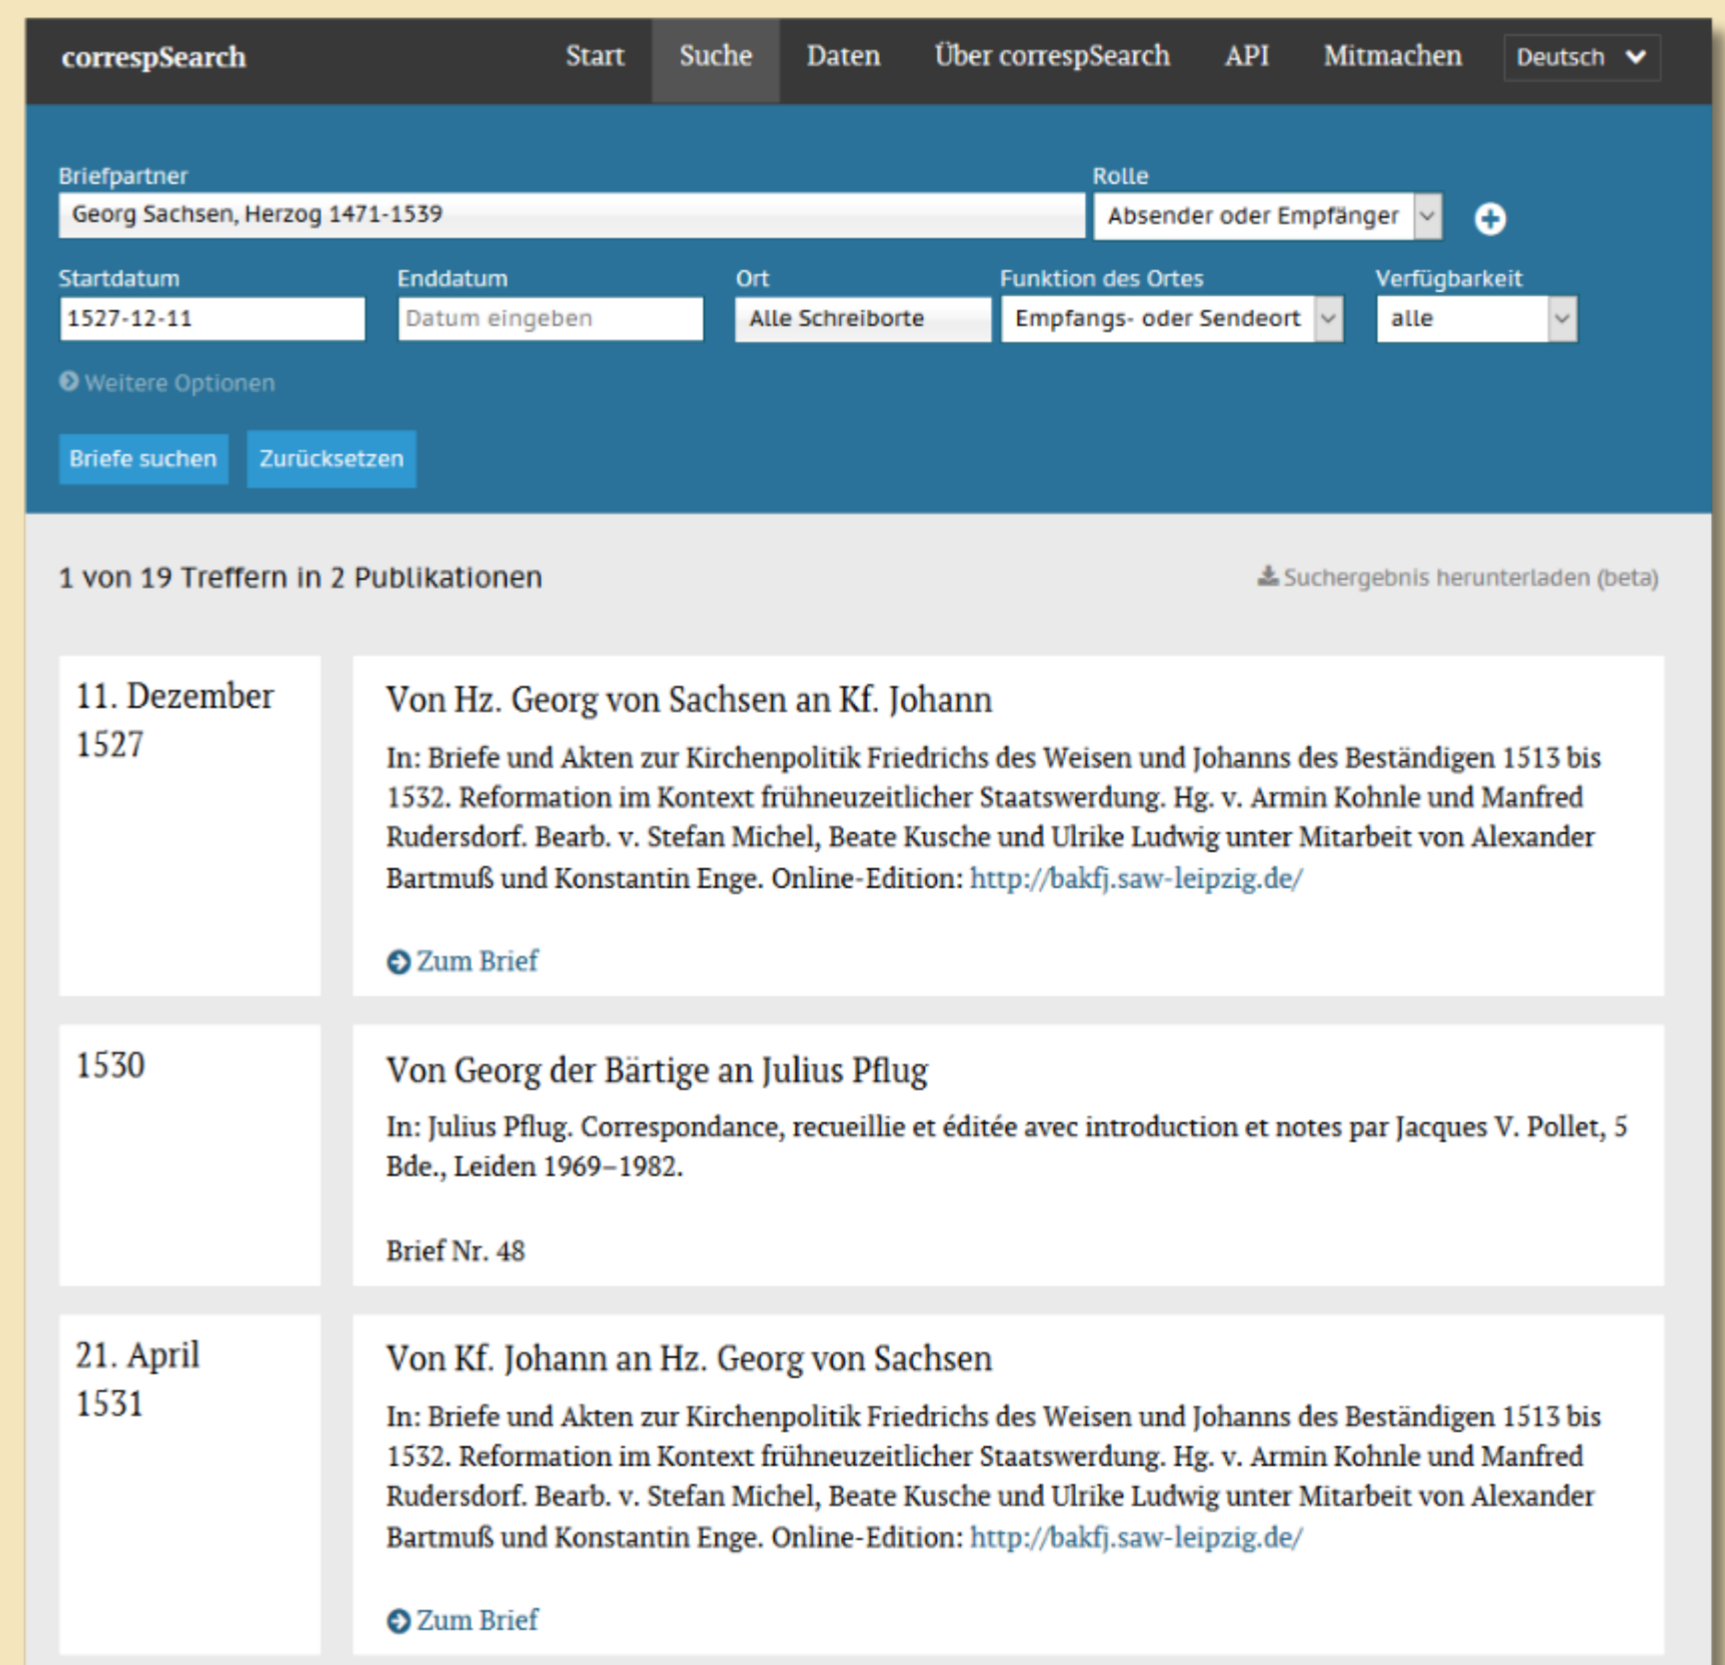 correspSearch Start Suche Daten Über correspSearch API Mitmachen Deutsch
Briefpartner Rolle
Georg Sachsen, Herzog 1471-1539 Absender oder Empfänger
Startdatum Enddatum Ort Funktion des Ortes Verfügbarkeit
1527-12-11 Datum eingeben Alle Schreiborte Empfangs- oder Sendeort alle
Weitere Optionen
Briefe suchen Zurücksetzen
1 von 19 Treffern in 2 Publikationen Suchergebnis herunterladen (beta)
11. Dezember
1527
Von Hz. Georg von Sachsen an Kf. Johann
In: Briefe und Akten zur Kirchenpolitik Friedrichs des Weisen und Johanns des Beständigen 1513 bis
1532. Reformation im Kontext frühneuzeitlicher Staatswerdung. Hg. v. Armin Kohnle und Manfred
Rudersdorf. Bearb. v. Stefan Michel, Beate Kusche und Ulrike Ludwig unter Mitarbeit von Alexander
Bartmuß und Konstantin Enge. Online-Edition: http://bakfj.saw-leipzig.de/
Zum Brief
1530
Von Georg der Bärtige an Julius Pflug
In: Julius Pflug. Correspondance, recueillie et éditée avec introduction et notes par Jacques V. Pollet, 5
Bde., Leiden 1969–1982.
Brief Nr. 48
21. April
1531
Von Kf. Johann an Hz. Georg von Sachsen
In: Briefe und Akten zur Kirchenpolitik Friedrichs des Weisen und Johanns des Beständigen 1513 bis
1532. Reformation im Kontext frühneuzeitlicher Staatswerdung. Hg. v. Armin Kohnle und Manfred
Rudersdorf. Bearb. v. Stefan Michel, Beate Kusche und Ulrike Ludwig unter Mitarbeit von Alexander
Bartmuß und Konstantin Enge. Online-Edition: http://bakfj.saw-leipzig.de/
Zum Brief